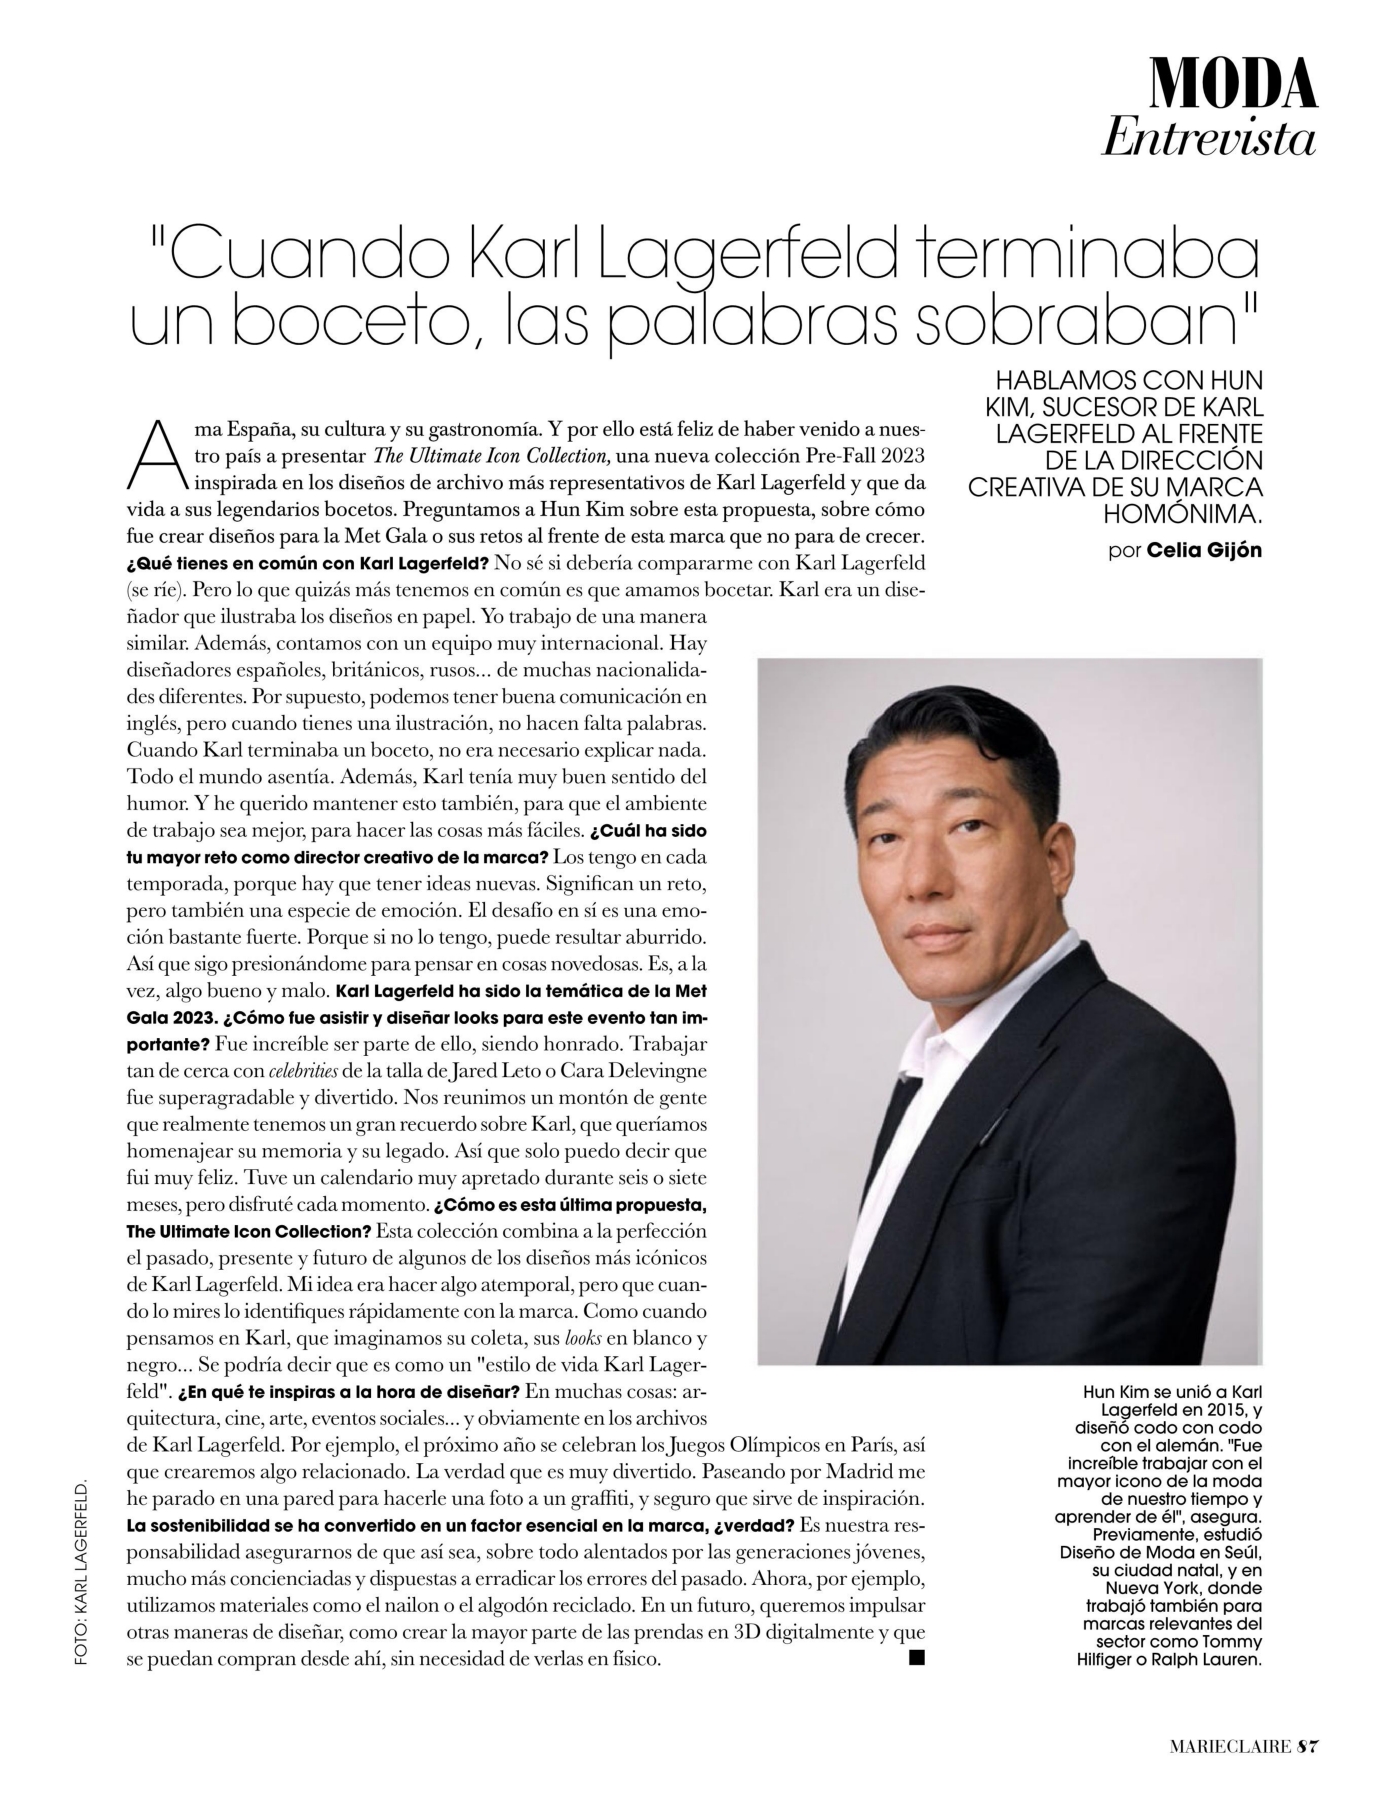 MODA
Entrevista
"Cuando Karl Lagerfeld terminaba
un boceto, las palabras sobraban"
HABLAMOS CON HUN
KIM, SUCESOR DE KARL
LAGERFELD AL FRENTE
DE LA DIRECCIÓN
CREATIVA DE SU MARCA
HOMÓNIMA.
por Celia Gijón
Ama España, su cultura y su gastronomía. Y por ello está feliz de haber venido a nues-
tro país a presentar The Ultimate Icon Collection, una nueva colección Pre-Fall 2023
inspirada en los diseños de archivo más representativos de Karl Lagerfeld y que da
vida a sus legendarios bocetos. Preguntamos a Hun Kim sobre esta propuesta, sobre cómo
fue crear diseños para la Met Gala o sus retos al frente de esta marca que no para de crecer.
¿Qué tienes en común con Karl Lagerfeld? No sé si debería compararme con Karl Lagerfeld
(se ríe). Pero lo que quizás más tenemos en común es que amamos bocetar. Karl era un dise-
ñador que ilustraba los diseños en papel. Yo trabajo de una manera
similar. Además, contamos con un equipo muy internacional. Hay
diseñadores españoles, británicos, rusos... de muchas nacionalida-
des diferentes. Por supuesto, podemos tener buena comunicación en
inglés, pero cuando tienes una ilustración, no hacen falta palabras.
Cuando Karl terminaba un boceto, no era necesario explicar nada.
Todo el mundo asentía. Además, Karl tenía muy buen sentido del
humor. Y he querido mantener esto también, para que el ambiente
de trabajo sea mejor, para hacer las cosas más fáciles. ¿Cuál ha sido
tu mayor reto como director creativo de la marca? Los tengo en cada
temporada, porque hay que tener ideas nuevas. Significan un reto,
pero también una especie de emoción. El desafío en sí es una emo-
ción bastante fuerte. Porque si no lo tengo, puede resultar aburrido.
Así que sigo presionándome para pensar en cosas novedosas. Es, a la
vez, algo bueno y malo. Karl Lagerfeld ha sido la temática de la Met
Gala 2023. ¿Cómo fue asistir y diseñar looks para este evento tan im-
portante? Fue increíble ser parte de ello, siendo honrado. Trabajar
tan de cerca con celebrities de la talla de Jared Leto o Cara Delevingne
fue superagradable y divertido. Nos reunimos un montón de gente
que realmente tenemos un gran recuerdo sobre Karl, que queríamos
homenajear su memoria y su legado. Así que solo puedo decir que
fui muy feliz. Tuve un calendario muy apretado durante seis o siete
meses, pero disfruté cada momento. ¿Cómo es esta última propuesta,
The Ultimate Icon Collection? Esta colección combina a la perfección
el pasado, presente y futuro de algunos de los diseños más icónicos
de Karl Lagerfeld. Mi idea era hacer algo atemporal, pero que cuan-
do lo mires lo identifiques rápidamente con la marca. Como cuando
pensamos en Karl, que imaginamos su coleta, sus looks en blanco y
negro... Se podría decir que es como un "estilo de vida Karl Lager-
feld". ¿En qué te inspiras a la hora de diseñar? En muchas cosas: ar-
quitectura, cine, arte, eventos sociales... y obviamente en los archivos
de Karl Lagerfeld. Por ejemplo, el próximo año se celebran los Juegos Olímpicos en París, así
que crearemos algo relacionado. La verdad que es muy divertido. Paseando por Madrid me
he parado en una pared para hacerle una foto a un graffiti, y seguro que sirve de inspiración.
La sostenibilidad se ha convertido en un factor esencial en la marca, ¿verdad? Es nuestra res-
ponsabilidad asegurarnos de que así sea, sobre todo alentados por las generaciones jóvenes,
mucho más concienciadas y dispuestas a erradicar los errores del pasado. Ahora, por ejemplo,
utilizamos materiales como el nailon o el algodón reciclado. En un futuro, queremos impulsar
otras maneras de diseñar, como crear la mayor parte de las prendas en 3D digitalmente y que
se puedan compran desde ahí, sin necesidad de verlas en físico.
Hun Kim se unió a Karl
Lagerfeld en 2015, y
diseñó codo con codo
con el alemán. "Fue
increíble trabajar con el
mayor icono de la moda
de nuestro tiempo y
aprender de él", asegura.
Previamente, estudió
Diseño de Moda en Seúl,
su ciudad natal, y en
Nueva York, donde
trabajó también para
marcas relevantes del
sector como Tommy
Hilfiger o Ralph Lauren.
FOTO: KARL LAGERFELD.
MARIECLAIRE 87